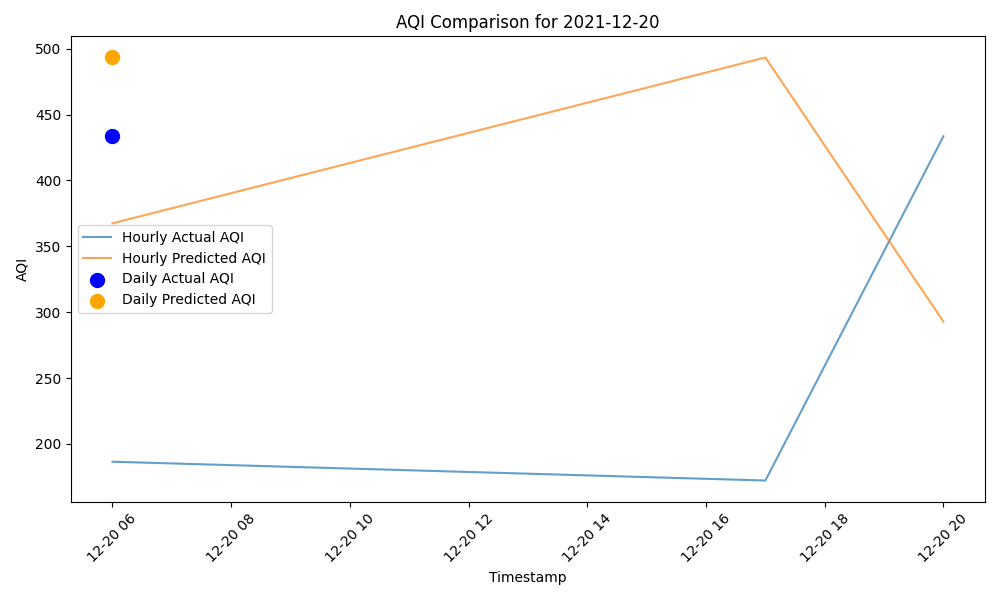 AQI Comparison for 2021-12-20
500
450
400
350
300
250
200
AQI
Hourly Actual AQI
Hourly Predicted AQI
Daily Actual AQI
Daily Predicted AQI
12-20 06
12-20 08
12-20 10
12-20 12
12-20 14
12-20 16
12-20 18
12-20 20
Timestamp